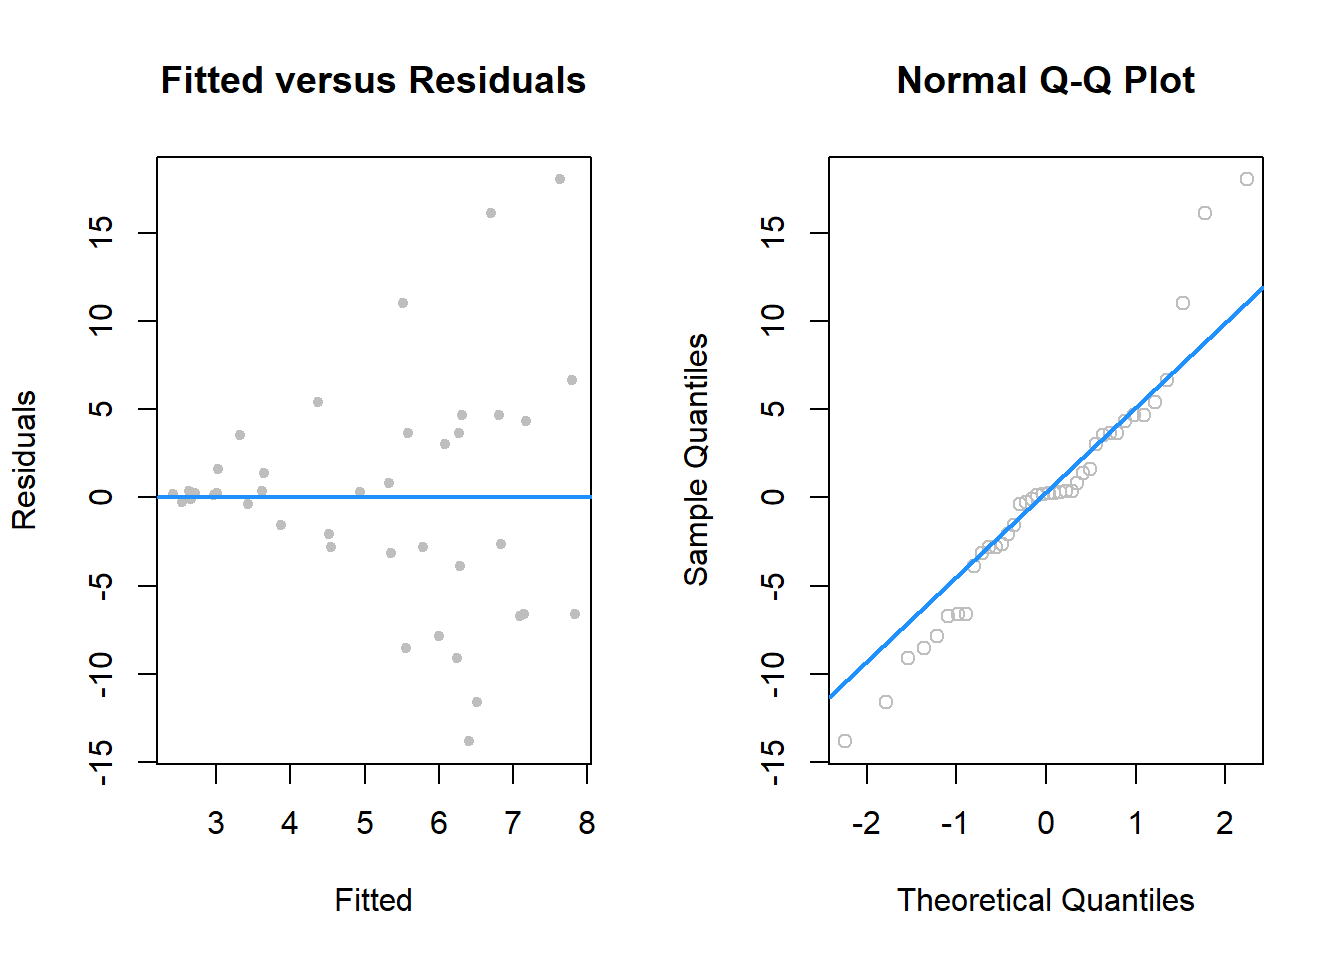 Fitted versus Residuals
Residuals
15
10
5
0
-5
-10
-15
3 4 5 6 7 8
Fitted
Normal Q-Q Plot
Sample Quantiles
15
10
5
0
-5
-10
-15
-2 -1 0 1 2
Theoretical Quantiles